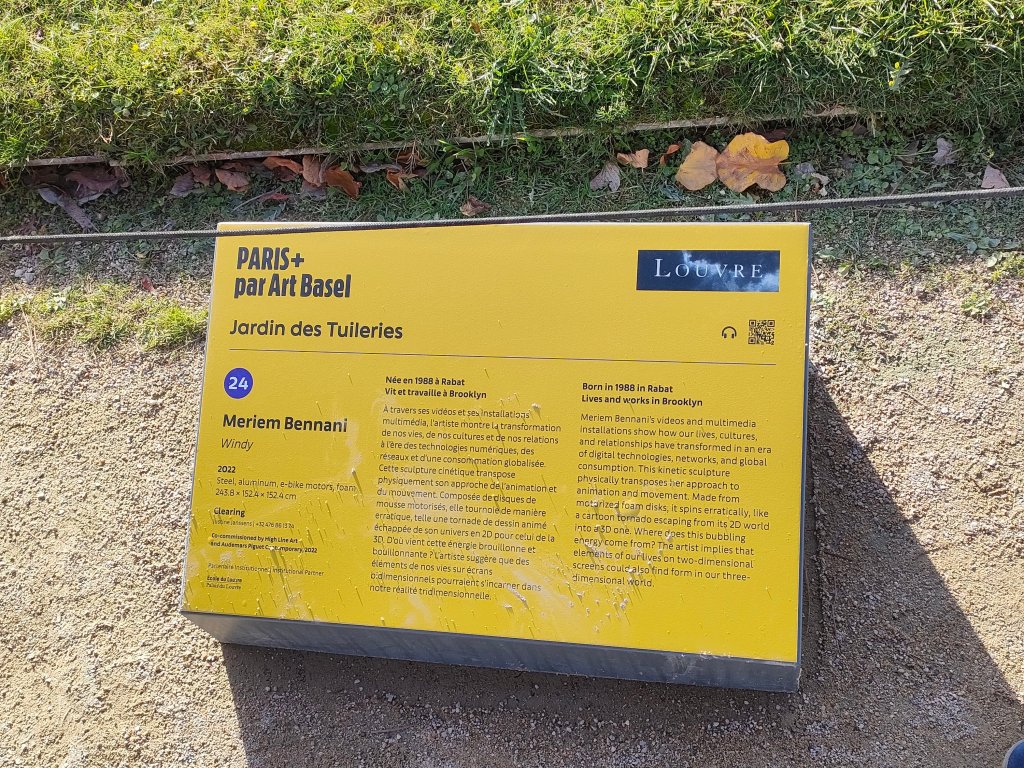 PARIS+
par Art Basel
LOUVRE
Jardin des Tuileries
24
Meriem Bennani
Windy
2022
Steel, aluminum, e-bike motors, foam
243.8 × 152.4 × 152.4 cm
Clearing
Co-commissioned by High Line Art
and Audemars Piguet Contemporary, 2022
Partenaire Institutionnel / Institutional Partner
École du Louvre
Palais du Louvre
Née en 1988 à Rabat
Vit et travaille à Brooklyn
À travers ses vidéos et ses installations
multimédia, l'artiste montre la transformation
de nos vies, de nos cultures et de nos relations
à l'ère des technologies numériques, des
réseaux et d'une consommation globalisée.
Cette sculpture cinétique transpose
physiquement son approche de l'animation et
du mouvement. Composée de disques de
mousse motorisés, elle tournoie de manière
erratique, telle une tornade de dessin animé
échappée de son univers en 2D pour celui de la
3D. D'où vient cette énergie brouillonne et
bouillonnante ? L'artiste suggère que des
éléments de nos vies sur écrans
bidimensionnels pourraient s'incarner dans
notre réalité tridimensionnelle.
Born in 1988 in Rabat
Lives and works in Brooklyn
Meriem Bennani's videos and multimedia
installations show how our lives, cultures,
and relationships have transformed in an era
of digital technologies, networks, and global
consumption. This kinetic sculpture
physically transposes her approach to
animation and movement. Made from
motorized foam disks, it spins erratically, like
a cartoon tornado escaping from its 2D world
into a 3D one. Where does this bubbling
energy come from? The artist implies that
elements of our lives on two-dimensional
screens could also find form in our three-
dimensional world.